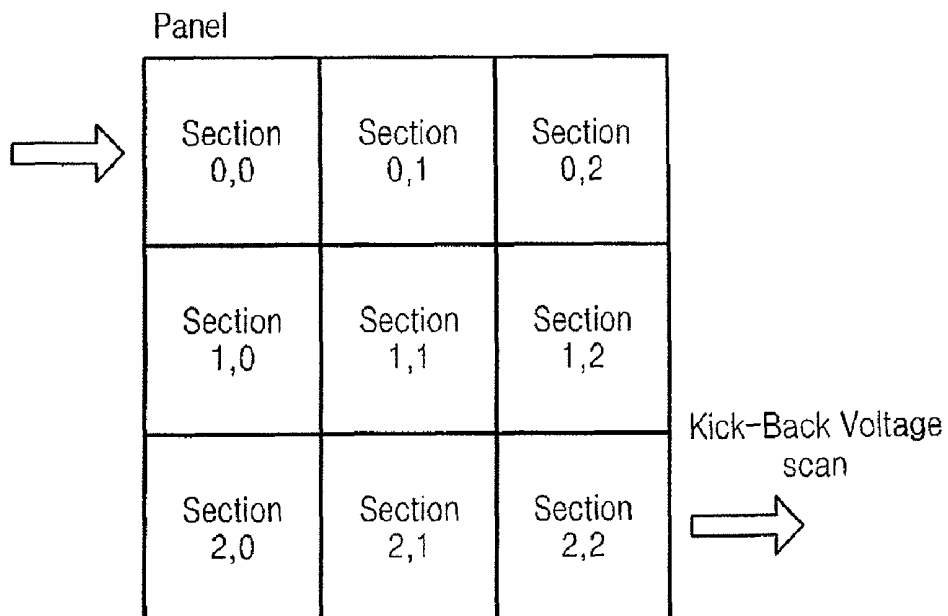 Panel
Section
0,0
Section
0,1
Section
0,2
Section
1,0
Section
1,1
Section
1,2
Kick-Back Voltage
scan
Section
2,0
Section
2,1
Section
2,2